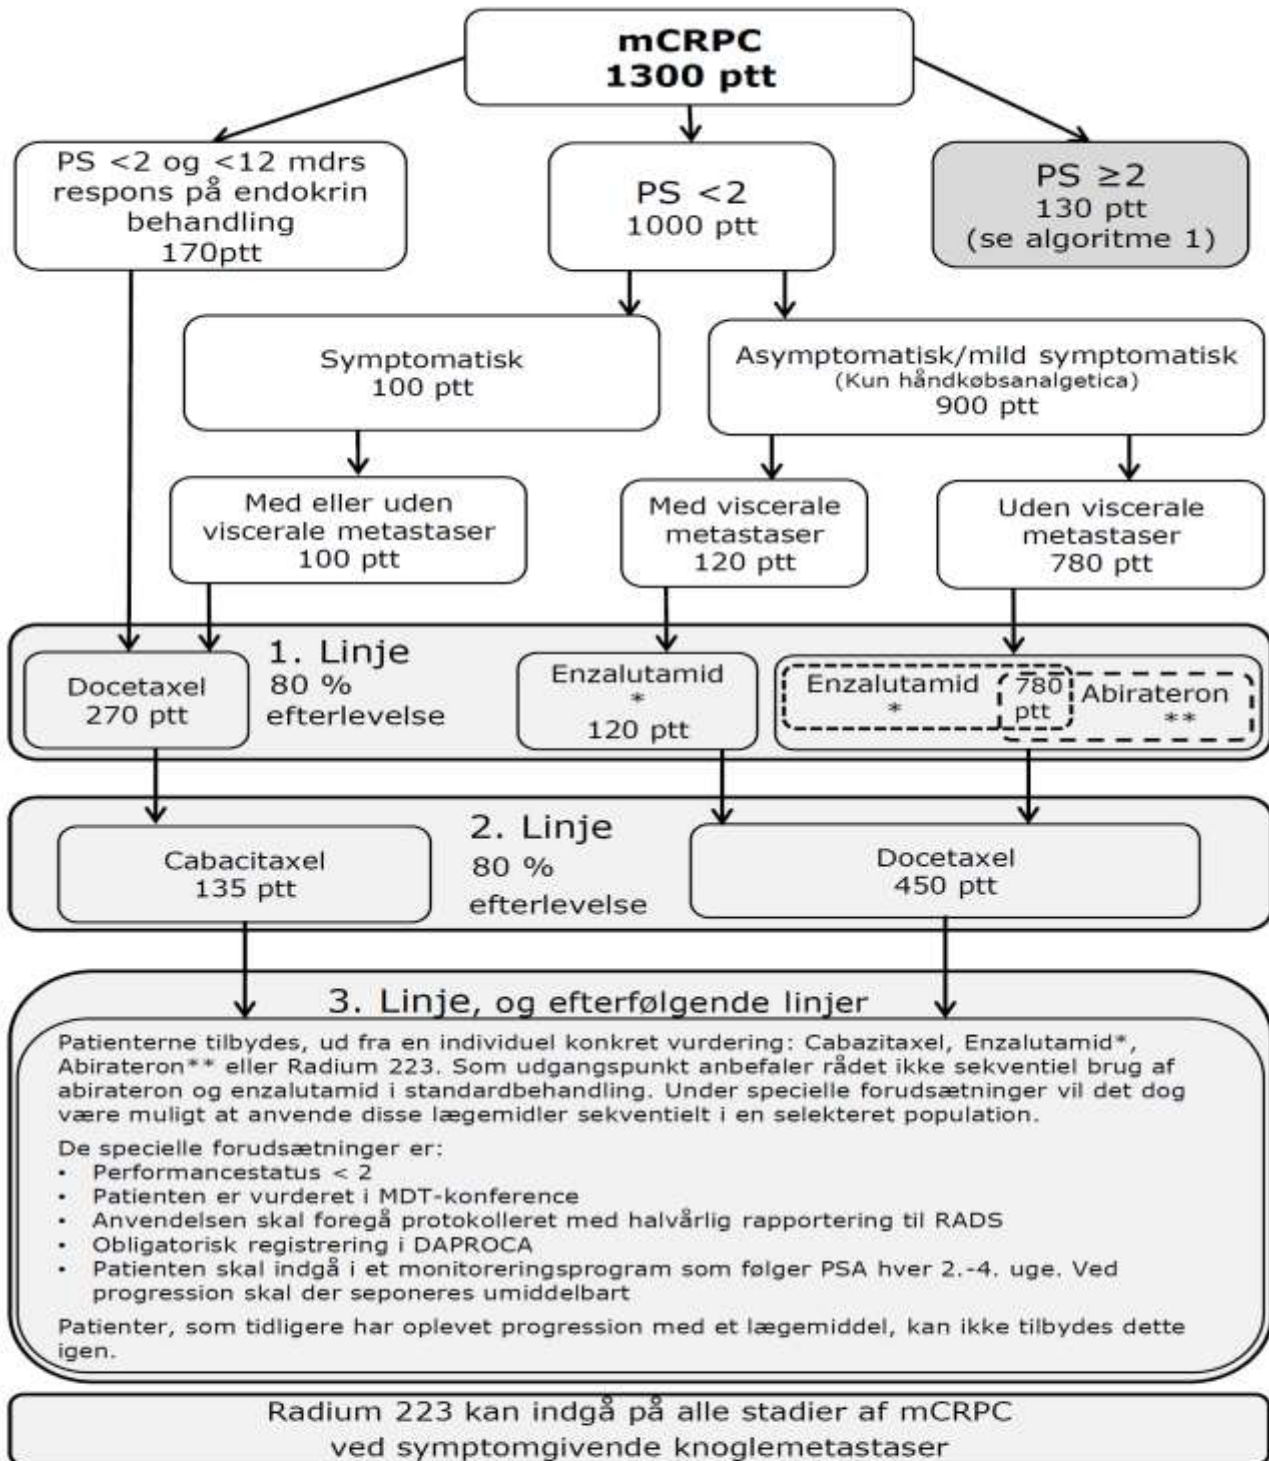 mCRPC
1300 ptt
PS <2 og <12 mdrs
respons på endokrin
behandling
170ptt
PS <2
1000 ptt
PS ≥2
130 ptt
(se algoritme 1)
Symptomatisk
100 ptt
Asymptomatisk/mild symptomatisk
(Kun håndkøbsanalgetica)
900 ptt
Med eller uden
viscerale metastaser
100 ptt
Med viscerale
metastaser
120 ptt
Uden viscerale
metastaser
780 ptt
1. Linje
80 %
efterlevelse
Docetaxel
270 ptt
Enzalutamid
*
120 ptt
Enzalutamid
*
780
ptt
Abirateron
**
2. Linje
80 %
efterlevelse
Cabacitaxel
135 ptt
Docetaxel
450 ptt
3. Linje, og efterfølgende linjer
Patienterne tilbydes, ud fra en individuel konkret vurdering: Cabazitaxel, Enzalutamid*,
Abirateron** eller Radium 223. Som udgangspunkt anbefaler rådet ikke sekventiel brug af
abirateron og enzalutamid i standardbehandling. Under specielle forudsætninger vil det dog
være muligt at anvende disse lægemidler sekventielt i en selekteret population.
De specielle forudsætninger er:
• Performancestatus < 2
• Patienten er vurderet i MDT-konference
• Anvendelsen skal foregå protokolleret med halvårlig rapportering til RADS
• Obligatorisk registrering i DAPROCA
• Patienten skal indgå i et monitoreringsprogram som følger PSA hver 2.-4. uge. Ved
progression skal der seponeres umiddelbart
Patienter, som tidligere har oplevet progression med et lægemiddel, kan ikke tilbydes dette
igen.
Radium 223 kan indgå på alle stadier af mCRPC
ved symptomgivende knoglemetastaser